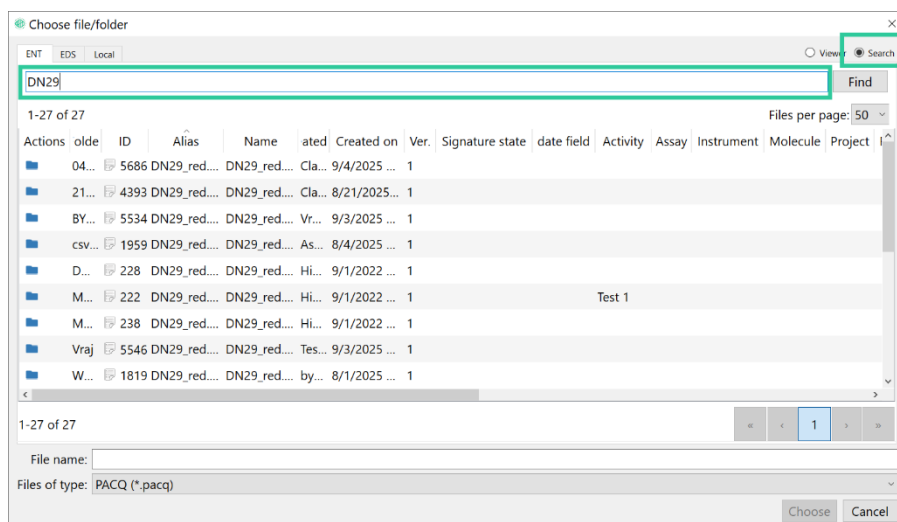 Choose file/folder
ENT EDS Local Viewer Search
DN29 Find
1-27 of 27 Files per page: 50
Actions olde ID Alias Name ated Created on Ver. Signature state date field Activity Assay Instrument Molecule Project
04... 5686 DN29_red.... DN29_red.... Cla... 9/4/2025 ... 1
21... 4393 DN29_red.... DN29_red.... Cla... 8/21/2025... 1
BY... 5534 DN29_red.... DN29_red.... Vr... 9/3/2025 ... 1
csv... 1959 DN29_red.... DN29_red.... As... 8/4/2025 ... 1
D... 228 DN29_red.... DN29_red.... Hi... 9/1/2022 ... 1
M... 222 DN29_red.... DN29_red.... Hi... 9/1/2022 ... 1 Test 1
M... 238 DN29_red.... DN29_red.... Hi... 9/1/2022 ... 1
Vraj 5546 DN29_red.... DN29_red.... Tes... 9/3/2025 ... 1
W... 1819 DN29_red.... DN29_red.... by... 8/1/2025 ... 1
1-27 of 27 « ‹ 1 › »
File name:
Files of type: PACQ (*.pacq)
Choose Cancel